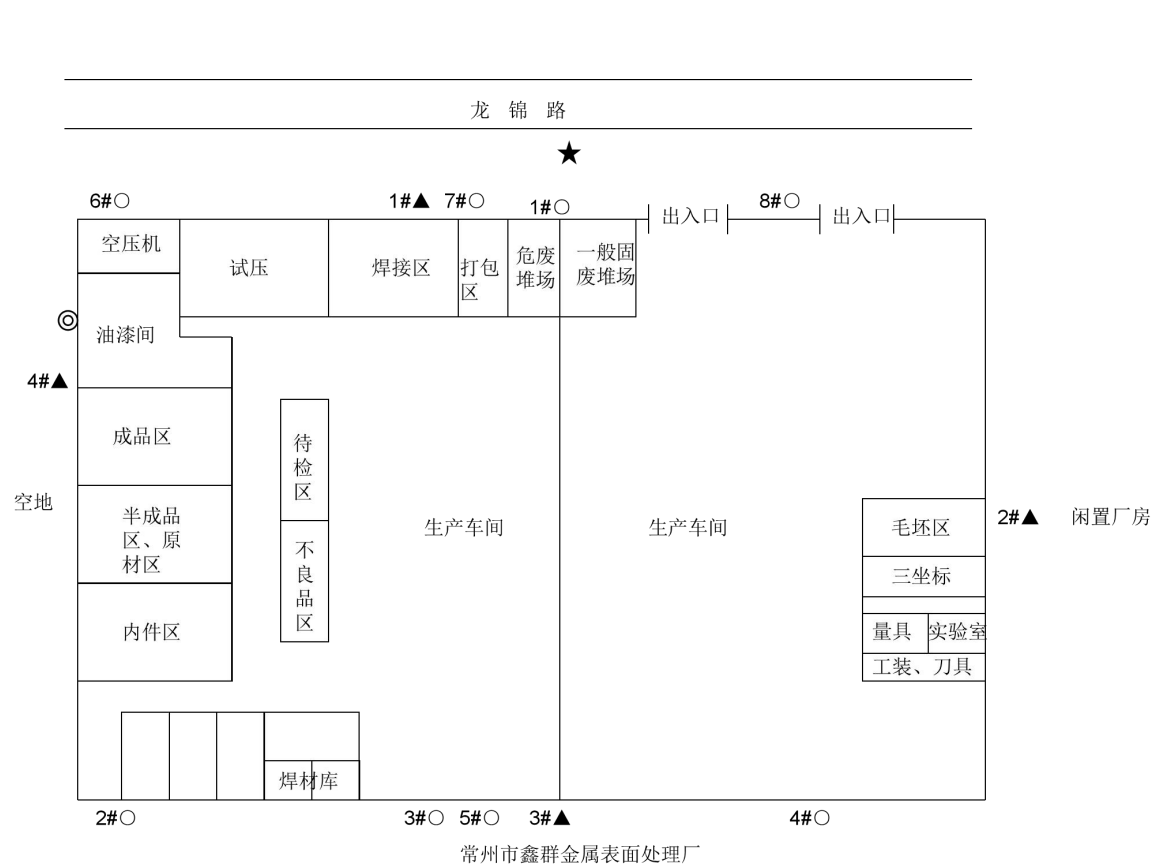 龙 锦 路
★
6#○
1#▲
7#○
1#○
8#○
出入口
出入口
空压机
试压
焊接区
打包
区
危废
堆场
一般固
废堆场
◎
油漆间
4#▲
成品区
待
检
区
空地
半成品
区、原
材区
不
良
品
区
生产车间
生产车间
毛坯区
2#▲
闲置厂房
三坐标
内件区
量具
实验室
工装、刀具
焊材库
2#○
3#○
5#○
3#▲
4#○
常州市鑫群金属表面处理厂